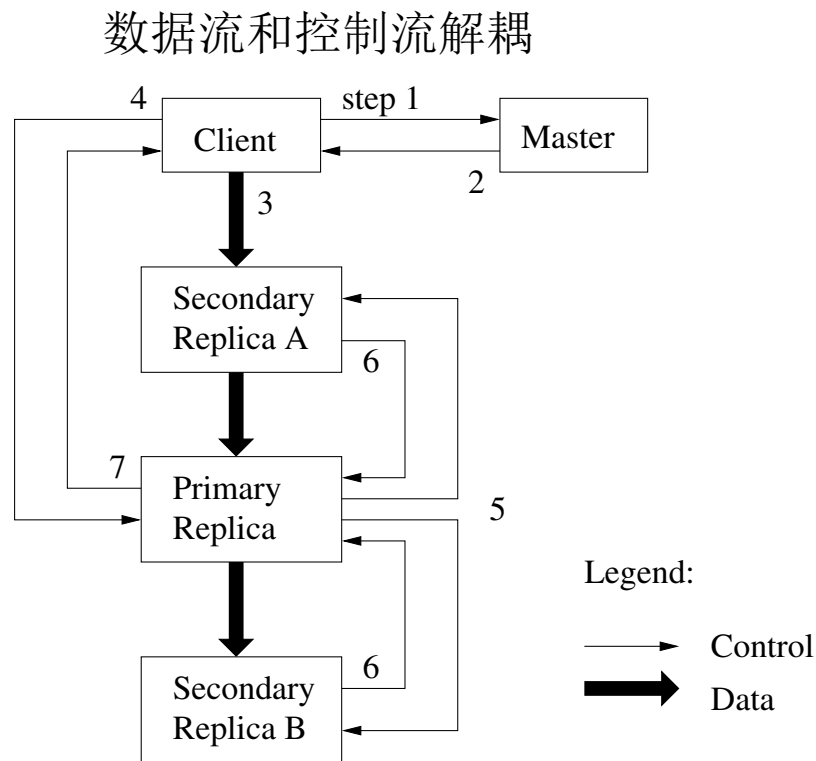 数据流和控制流解耦
4
step 1
Client
Master
2
3
Secondary
Replica A
6
7
Primary
Replica
5
Legend:
Control
6
Secondary
Replica B
Data